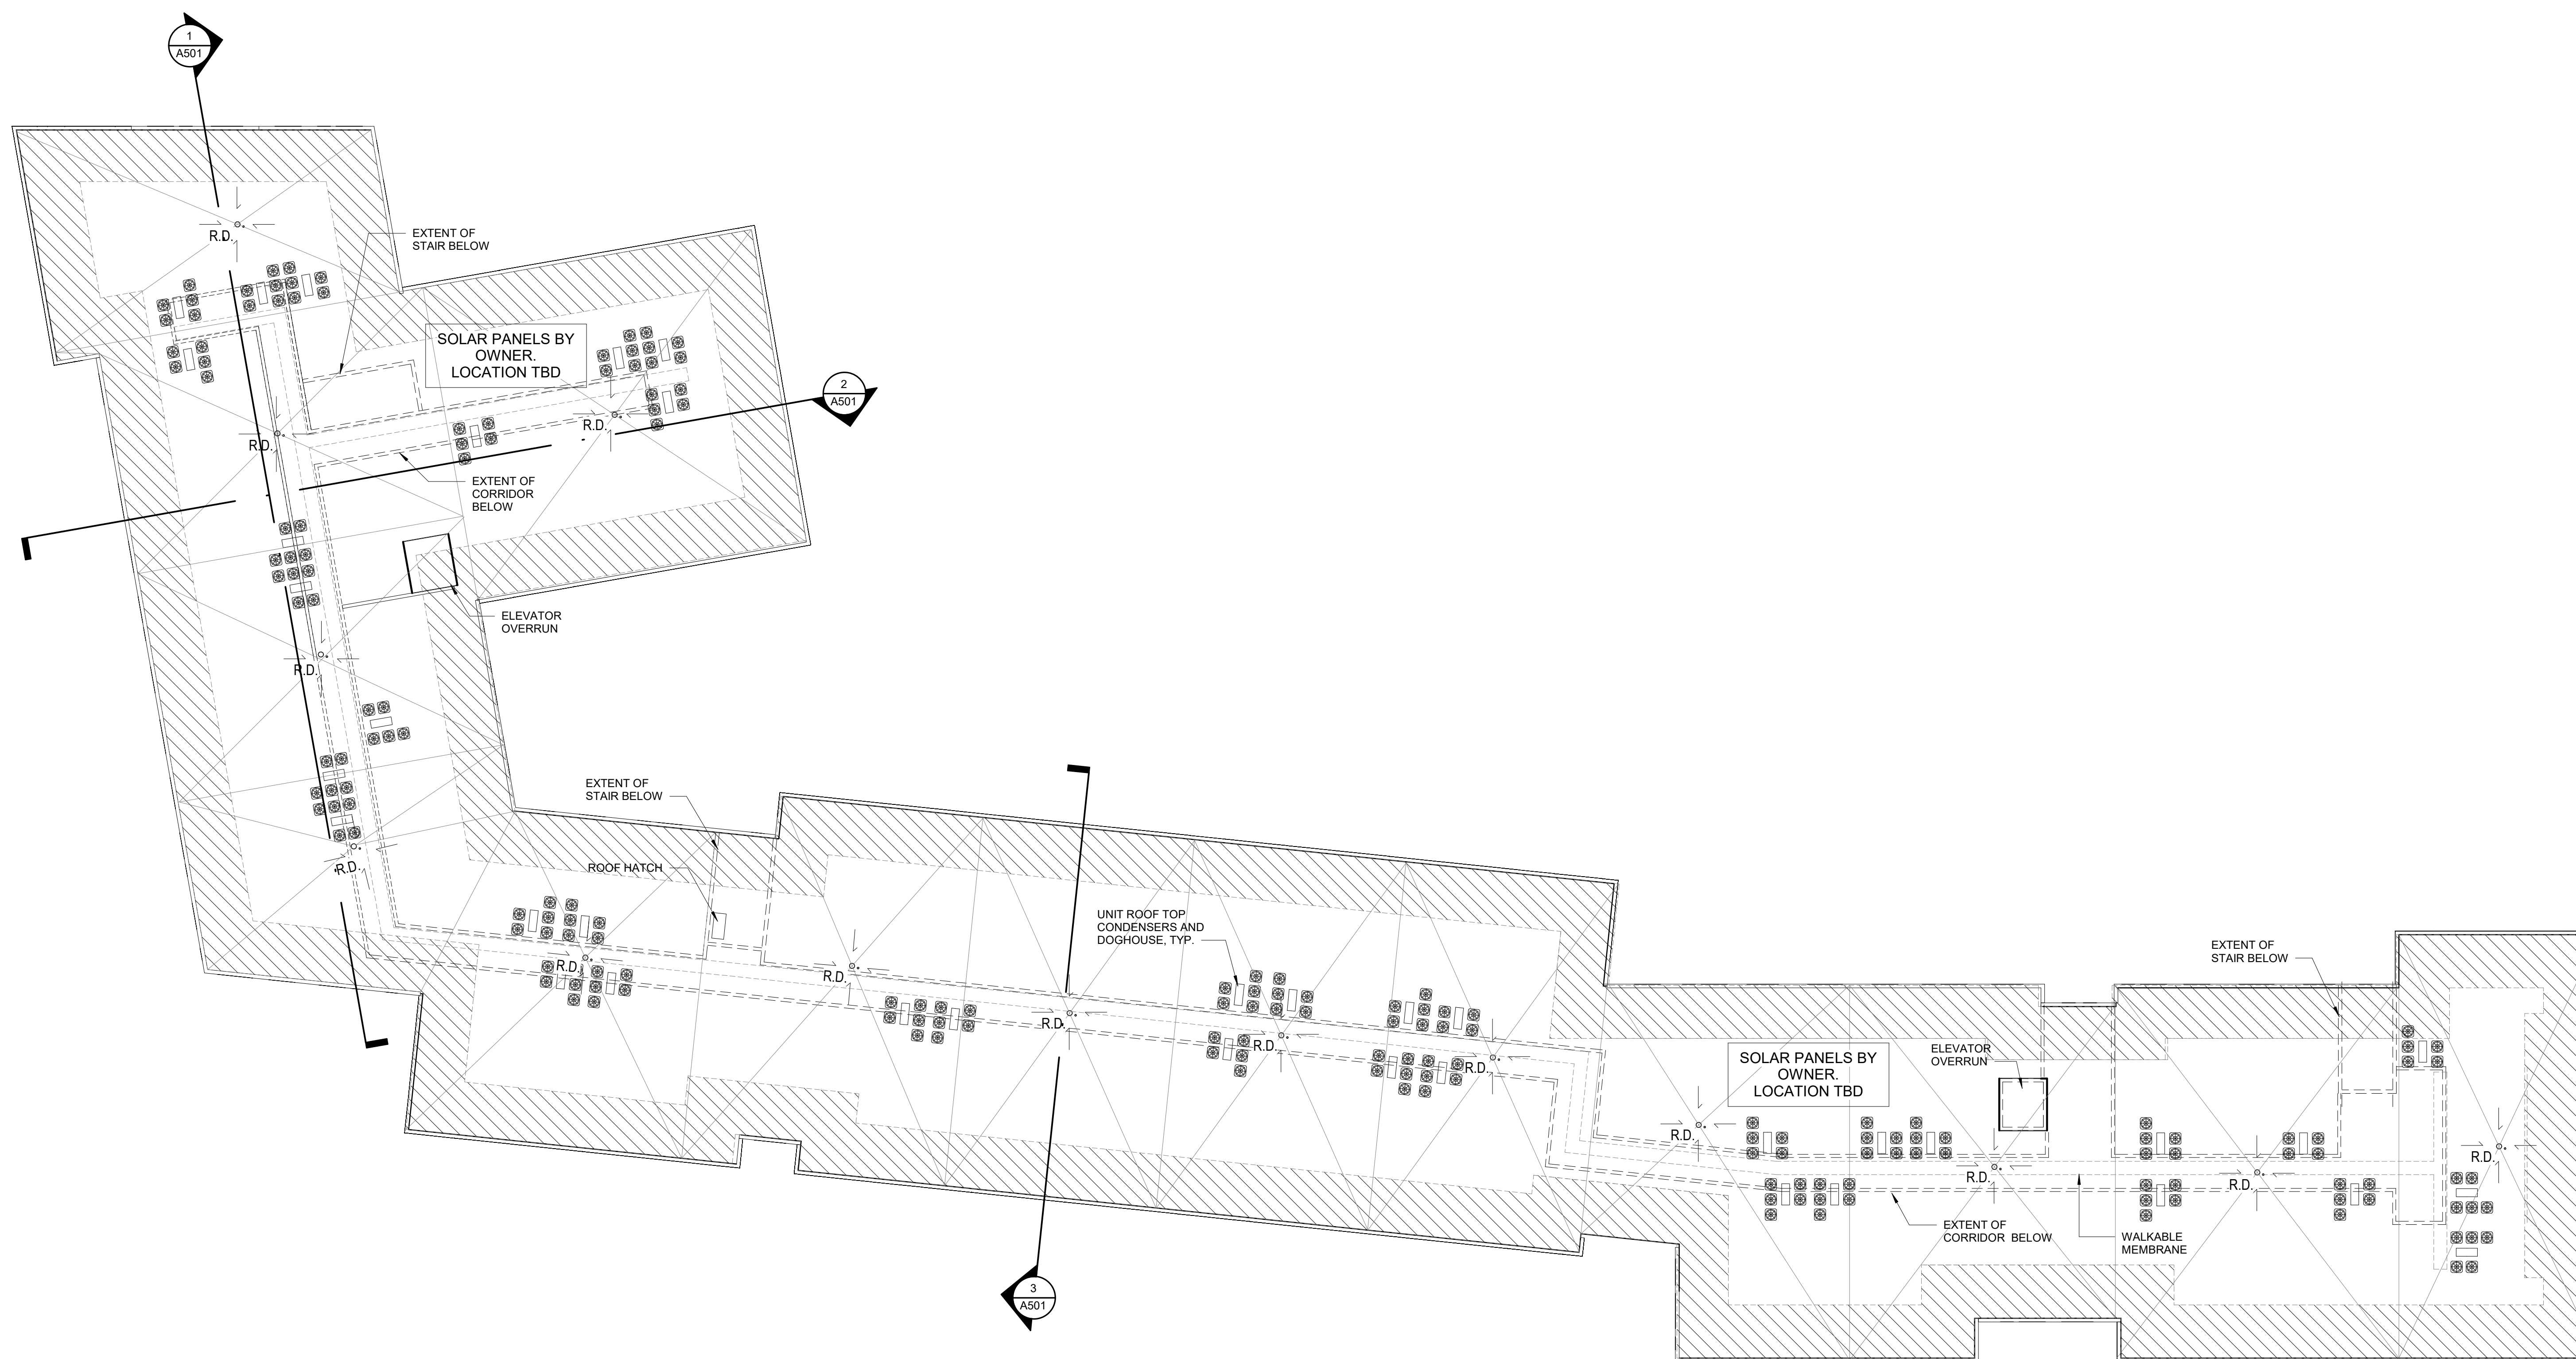 1
A501
R.D.
EXTENT OF
STAIR BELOW
SOLAR PANELS BY
OWNER.
LOCATION TBD
2
A501
R.D.
R.D.
EXTENT OF
CORRIDOR
BELOW
ELEVATOR
OVERRUN
R.D.
EXTENT OF
STAIR BELOW
ROOF HATCH
R.D.
UNIT ROOF TOP
CONDENSERS AND
DOGHOUSE, TYP.
R.D.
R.D.
R.D.
R.D.
R.D.
EXTENT OF
STAIR BELOW
SOLAR PANELS BY
OWNER.
LOCATION TBD
ELEVATOR
OVERRUN
R.D.
R.D.
R.D.
R.D.
EXTENT OF
CORRIDOR BELOW
WALKABLE
MEMBRANE
3
A501